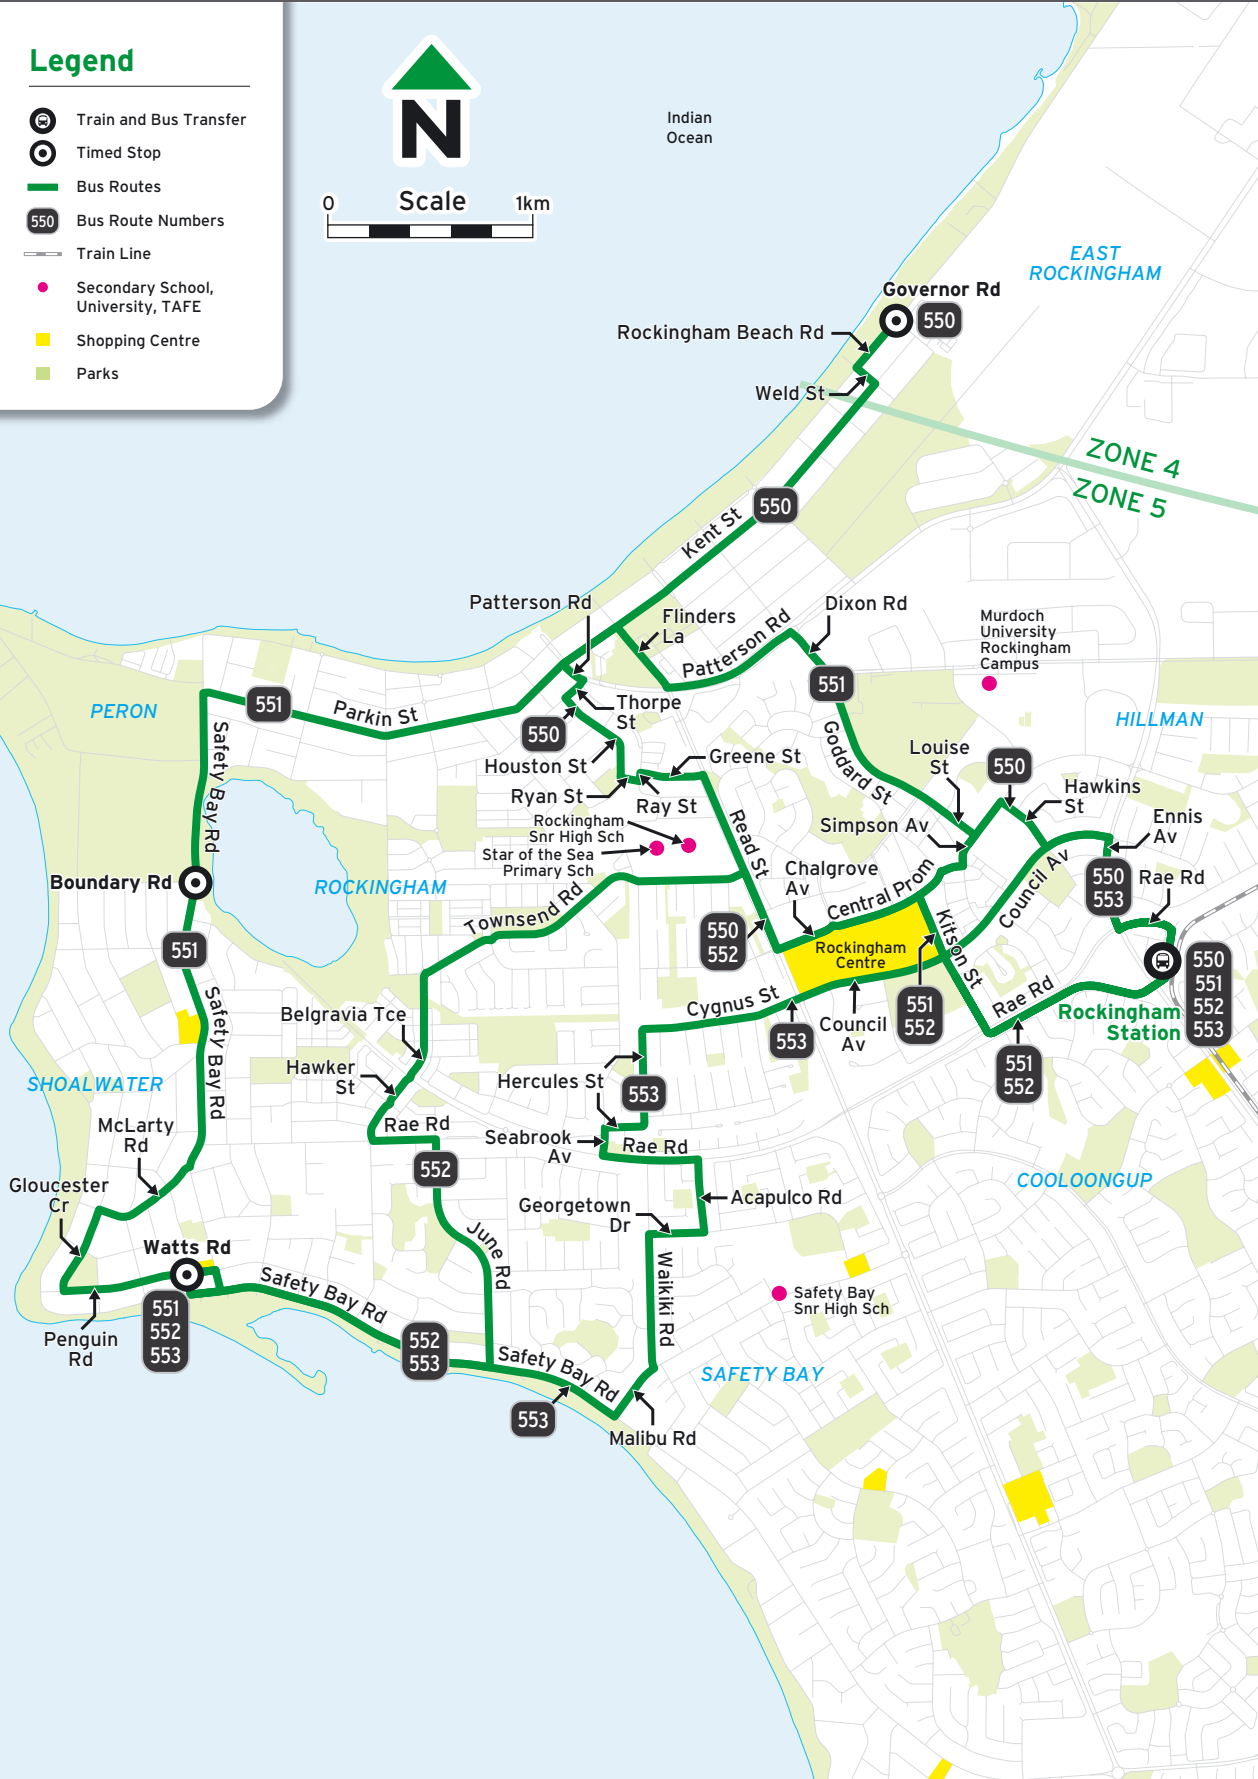 Legend
Train and Bus Transfer
Timed Stop
Bus Routes
550
Bus Route Numbers
Train Line
Secondary School,
University, TAFE
Shopping Centre
Parks
N
Scale
0
1km
Indian
Ocean
EAST
ROCKINGHAM
Governor Rd
550
Rockingham Beach Rd
Weld St
ZONE 4
ZONE 5
550
Kent St
Patterson Rd
Flinders
La
Patterson Rd
Dixon Rd
Murdoch
University
Rockingham
Campus
551
PERON
551
Parkin St
Thorpe
St
550
HILLMAN
Safety Bay Rd
Houston St
Greene St
Goddard St
Louise
St
550
Hawkins
St
Ryan St
Ray St
Read St
Simpson Av
Ennis
Av
Rockingham
Snr High Sch
Star of the Sea
Primary Sch
Chalgrove
Av
Central Prom
Council Av
550
553
Rae Rd
Boundary Rd
ROCKINGHAM
Townsend Rd
550
552
Rockingham
Centre
Kitson St
551
550
551
552
553
Safety Bay Rd
Belgravia Tce
Cygnus St
553
Council
Av
551
552
Rae Rd
Rockingham
Station
551
552
SHOALWATER
Hawker
St
Hercules St
553
McLarty
Rd
Rae Rd
Seabrook
Av
Rae Rd
552
COOLOONGUP
Gloucester
Cr
Georgetown
Dr
Acapulco Rd
Watts Rd
June Rd
Waikiki Rd
Safety Bay Rd
Safety Bay
Snr High Sch
551
552
553
Penguin
Rd
552
553
Safety Bay Rd
SAFETY BAY
553
Malibu Rd